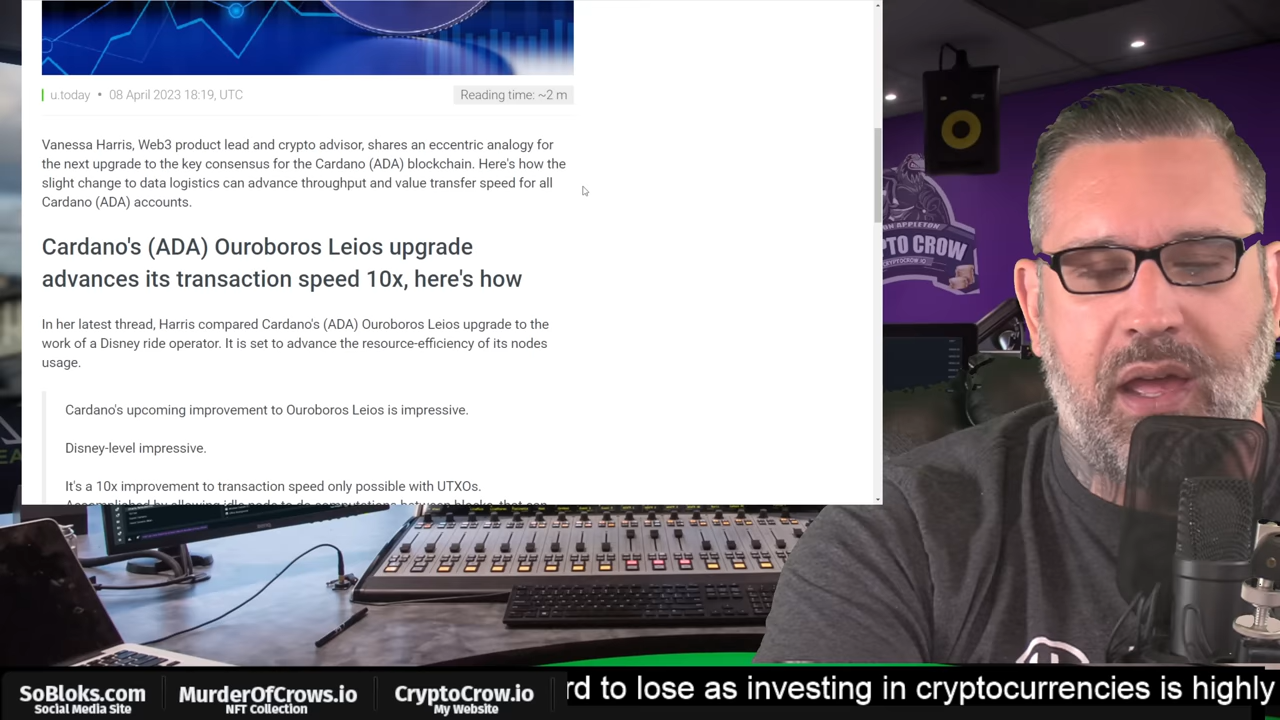 u.today • 08 April 2023 18:19, UTC
Reading time: ~2 m
Vanessa Harris, Web3 product lead and crypto advisor, shares an eccentric analogy for
the next upgrade to the key consensus for the Cardano (ADA) blockchain. Here's how the
slight change to data logistics can advance throughput and value transfer speed for all
Cardano (ADA) accounts.
Cardano's (ADA) Ouroboros Leios upgrade
advances its transaction speed 10x, here's how
In her latest thread, Harris compared Cardano's (ADA) Ouroboros Leios upgrade to the
work of a Disney ride operator. It is set to advance the resource-efficiency of its nodes
usage.
Cardano's upcoming improvement to Ouroboros Leios is impressive.
Disney-level impressive.
It's a 10x improvement to transaction speed only possible with UTXOs.
ON APPLETON
PTO CROW
CRYPTOCROW.IO
SoBloks.com
Social Media Site
MurderOfCrows.io
NFT Collection
CryptoCrow.io
My Website
rd to lose as investing in cryptocurrencies is highly